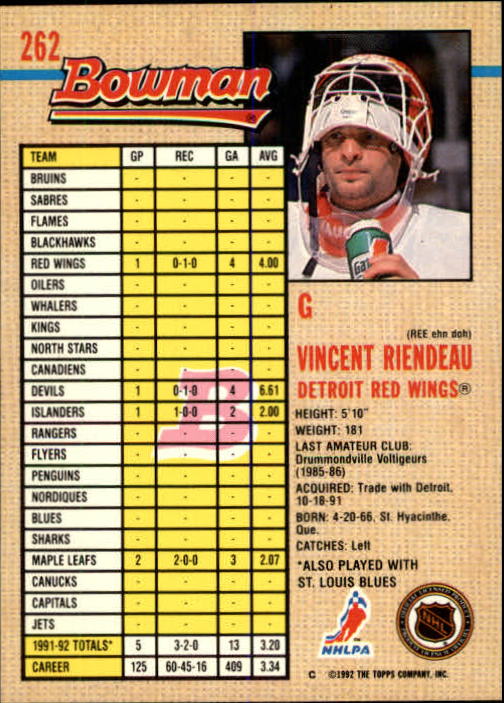 262
Bowman®
TEAM GP REC GA AVG
BRUINS - - - -
SABRES - - - -
FLAMES - - - -
BLACKHAWKS - - - -
RED WINGS 1 0-1-0 4 4.00
OILERS - - - -
WHALERS - - - -
KINGS - - - -
NORTH STARS - - - -
CANADIENS - - - -
DEVILS 1 0-1-0 4 6.61
ISLANDERS 1 1-0-0 2 2.00
RANGERS - - - -
FLYERS - - - -
PENGUINS - - - -
NORDIQUES - - - -
BLUES - - - -
SHARKS - - - -
MAPLE LEAFS 2 2-0-0 3 2.07
CANUCKS - - - -
CAPITALS - - - -
JETS - - - -
1991-92 TOTALS* 5 3-2-0 13 3.20
CAREER 125 60-45-16 409 3.34
B
G
(REE ehn doh)
VINCENT RIENDEAU
DETROIT RED WINGS®
HEIGHT: 5'10"
WEIGHT: 181
LAST AMATEUR CLUB:
Drummondville Voltigeurs
(1985-86)
ACQUIRED: Trade with Detroit,
10-18-91
BORN: 4-20-66, St. Hyacinthe,
Que.
CATCHES: Left
*ALSO PLAYED WITH
ST. LOUIS BLUES
NHLPA
NHL
C ©1992 THE TOPPS COMPANY, INC.